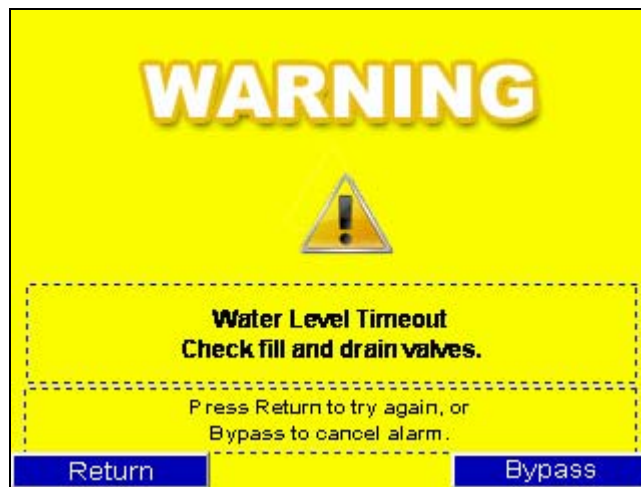 WARNING
Water Level Timeout
Check fill and drain valves.
Press Return to try again, or
Bypass to cancel alarm.
Return
Bypass